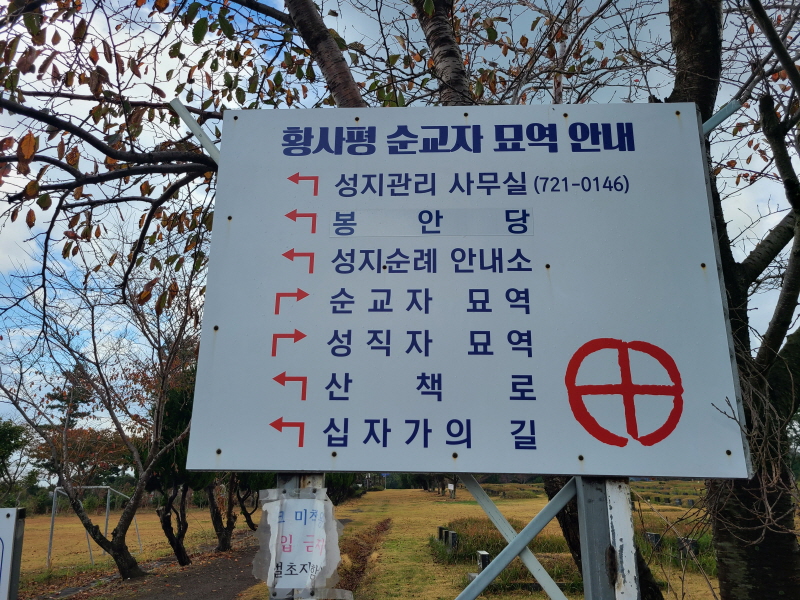 황사평 순교자 묘역 안내
성지관리 사무실 (721-0146)
봉 안 당
성지순례 안내소
순교자 묘역
성직자 묘역
산 책 로
십자가의 길